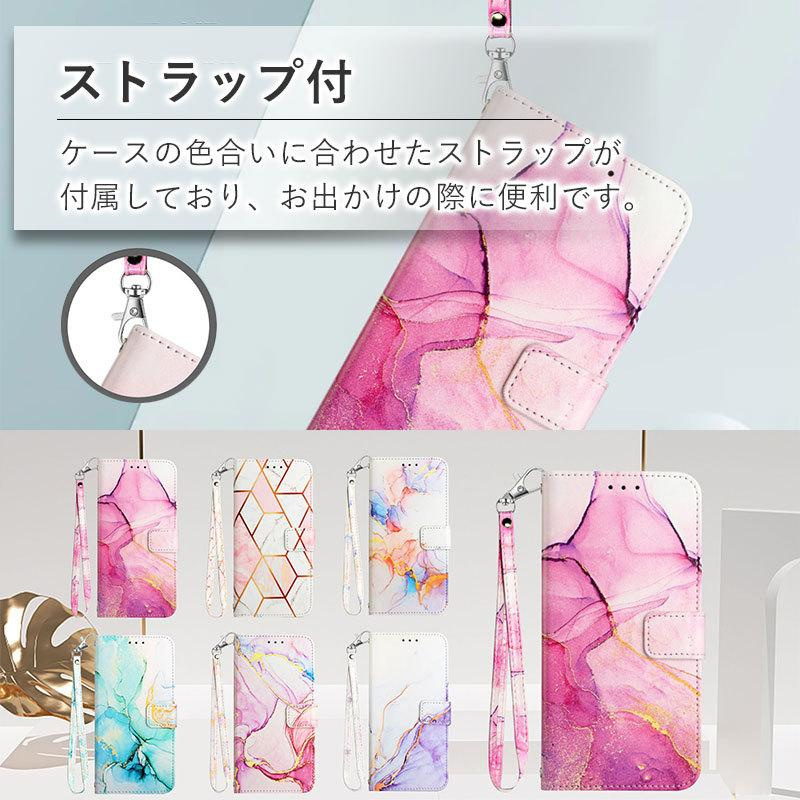 ストラップ付
ケースの色合いに合わせたストラップが
付属しており、お出かけの際に便利です。